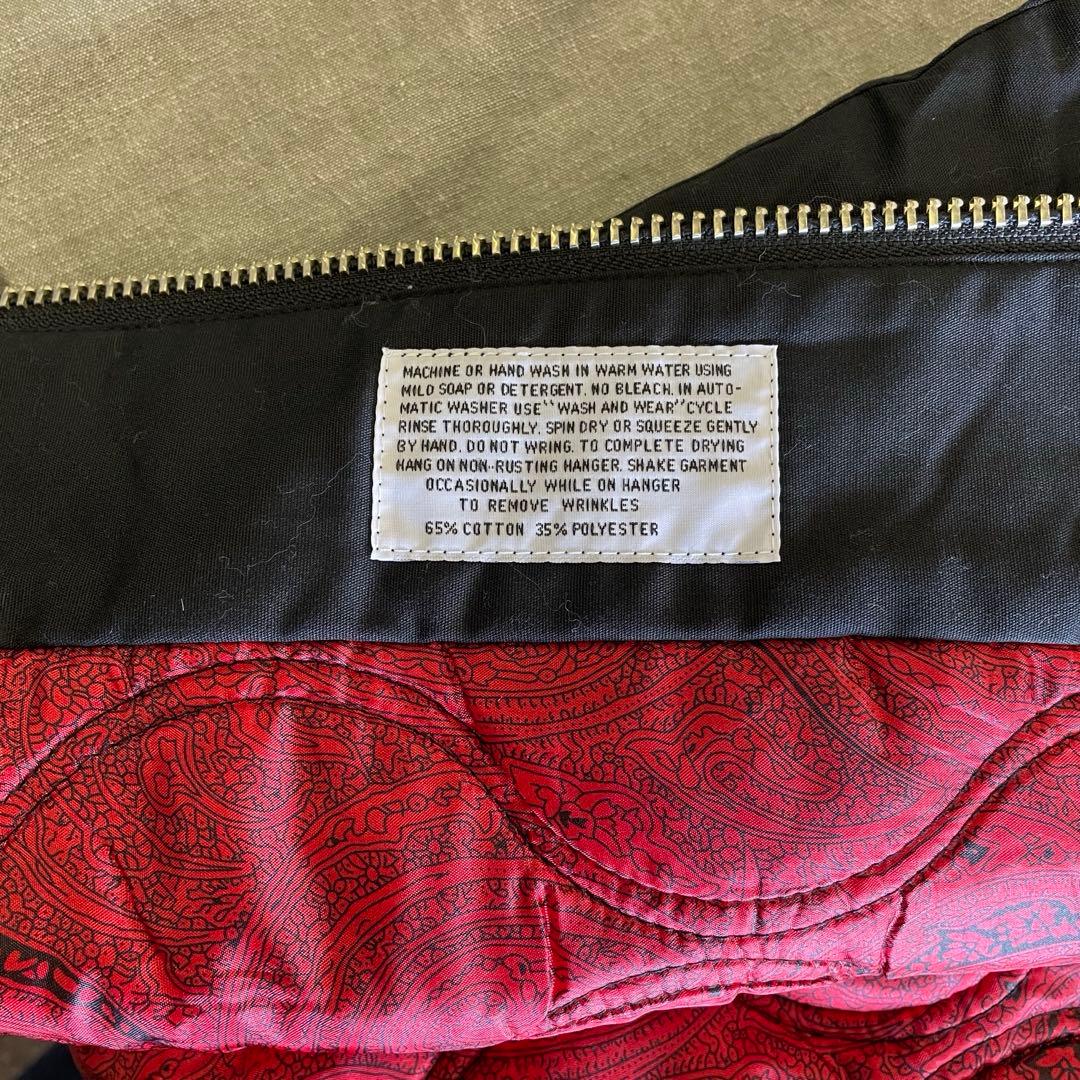 MACHINE OR HAND WASH IN WARM WATER USING
MILD SOAP OR DETERGENT. NO BLEACH. IN AUTO-
MATIC WASHER USE "WASH AND WEAR" CYCLE
RINSE THOROUGHLY. SPIN DRY OR SQUEEZE GENTLY
BY HAND. DO NOT WRING. TO COMPLETE DRYING
HANG ON NON-RUSTING HANGER. SHAKE GARMENT
OCCASIONALLY WHILE ON HANGER
TO REMOVE WRINKLES
65% COTTON 35% POLYESTER